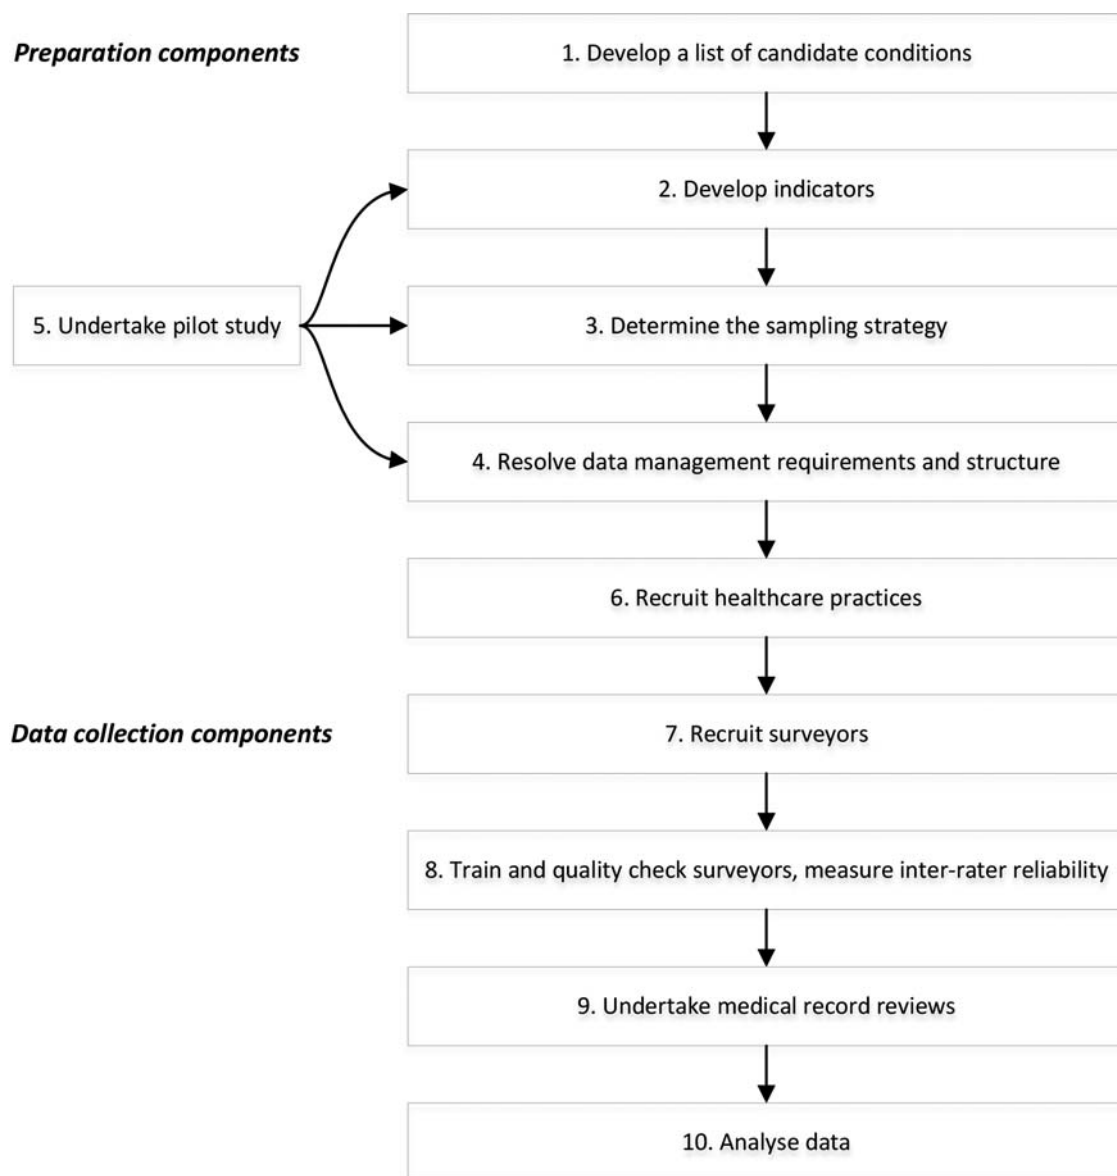 Preparation components
1. Develop a list of candidate conditions
2. Develop indicators
5. Undertake pilot study
3. Determine the sampling strategy
4. Resolve data management requirements and structure
6. Recruit healthcare practices
Data collection components
7. Recruit surveyors
8. Train and quality check surveyors, measure inter-rater reliability
9. Undertake medical record reviews
10. Analyse data